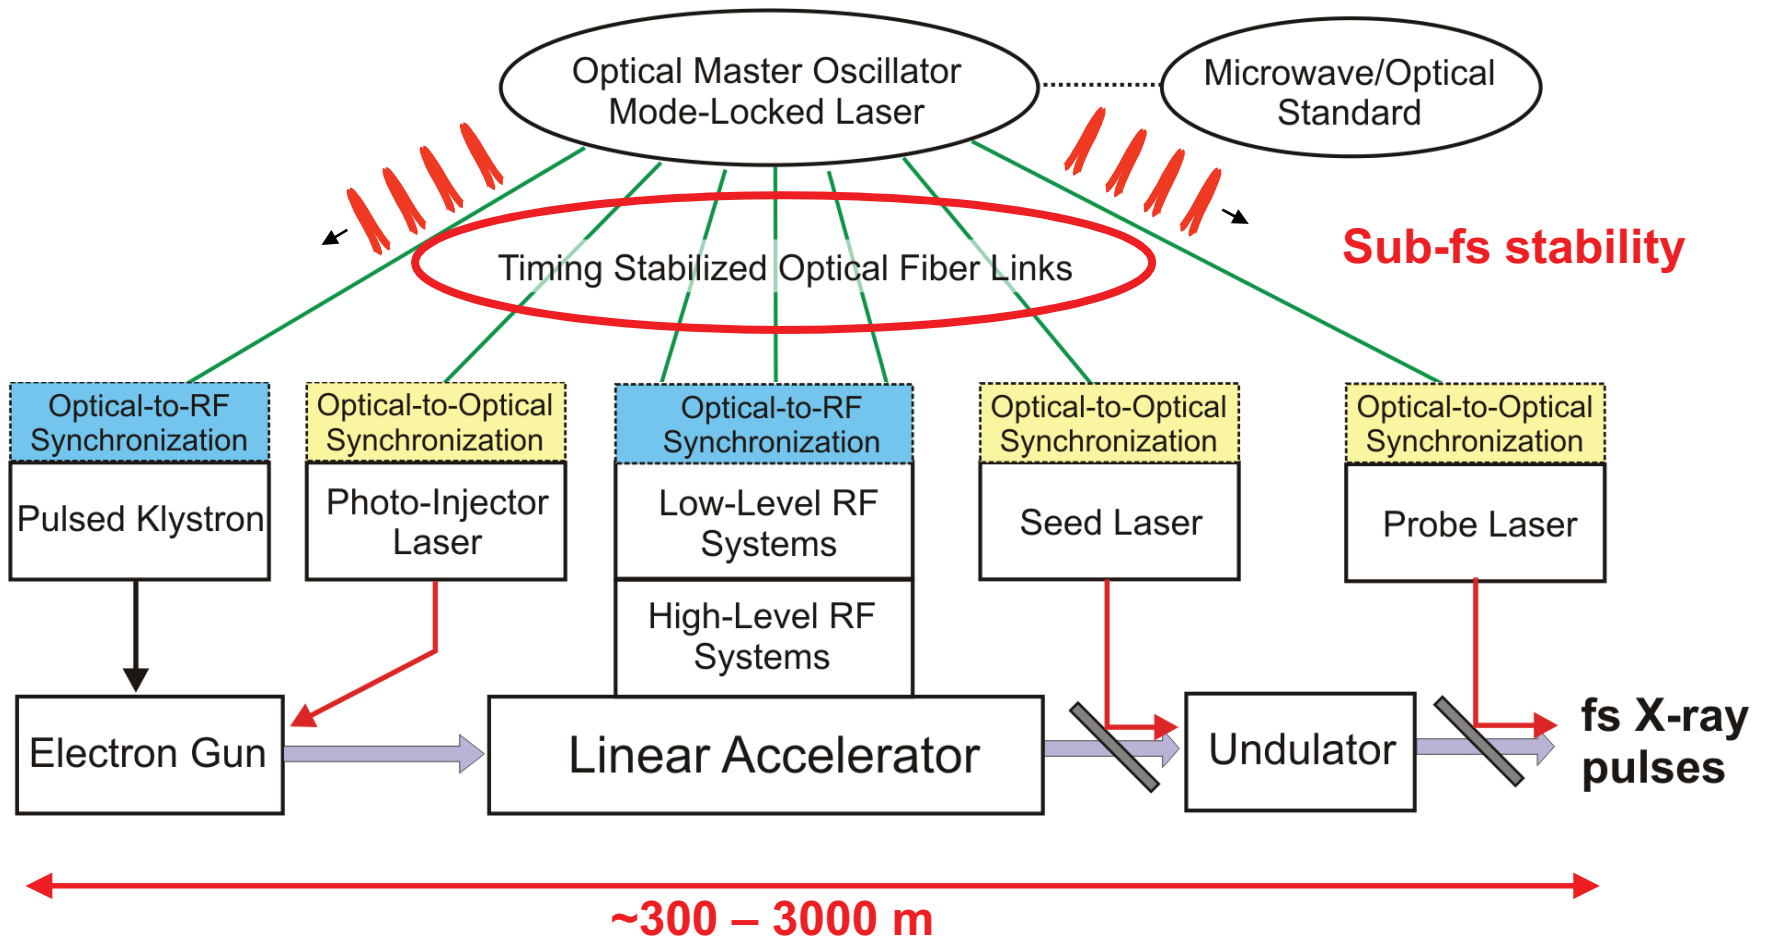 Optical Master Oscillator
Mode-Locked Laser
Microwave/Optical
Standard
Timing Stabilized Optical Fiber Links
Sub-fs stability
Optical-to-RF
Synchronization
Pulsed Klystron
Optical-to-Optical
Synchronization
Photo-Injector
Laser
Optical-to-RF
Synchronization
Low-Level RF
Systems
High-Level RF
Systems
Optical-to-Optical
Synchronization
Seed Laser
Optical-to-Optical
Synchronization
Probe Laser
Electron Gun
Linear Accelerator
Undulator
fs X-ray
pulses
~300 – 3000 m